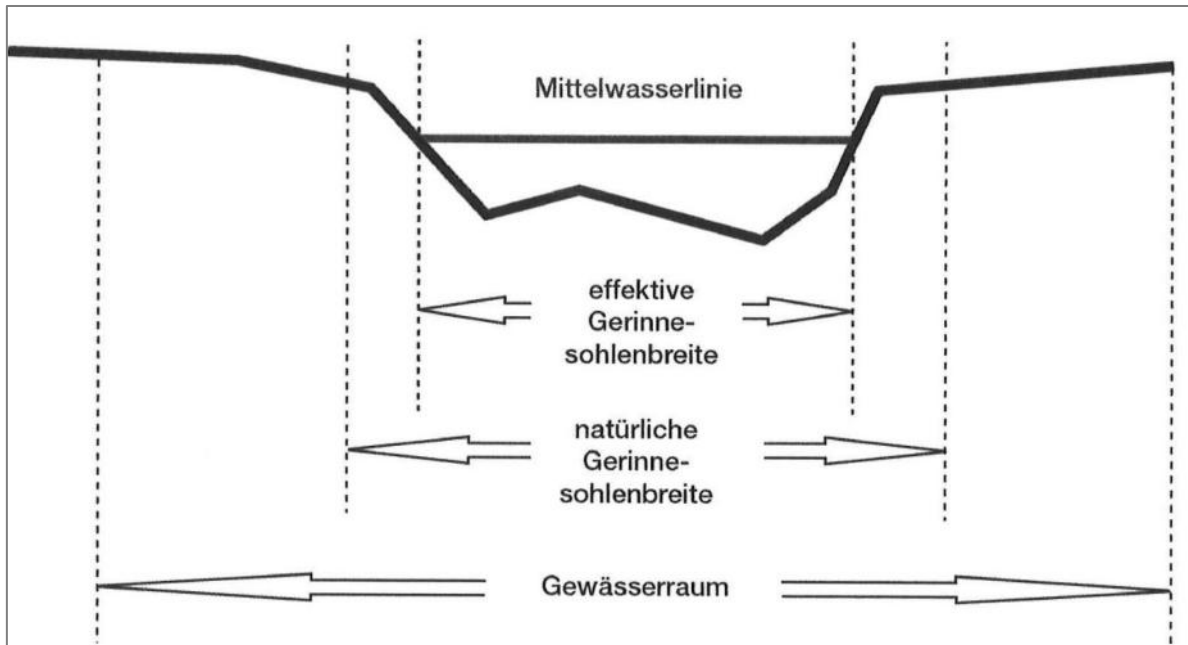 Mittelwasserlinie
effektive
Gerinne-
sohlenbreite
natürliche
Gerinne-
sohlenbreite
Gewässerraum